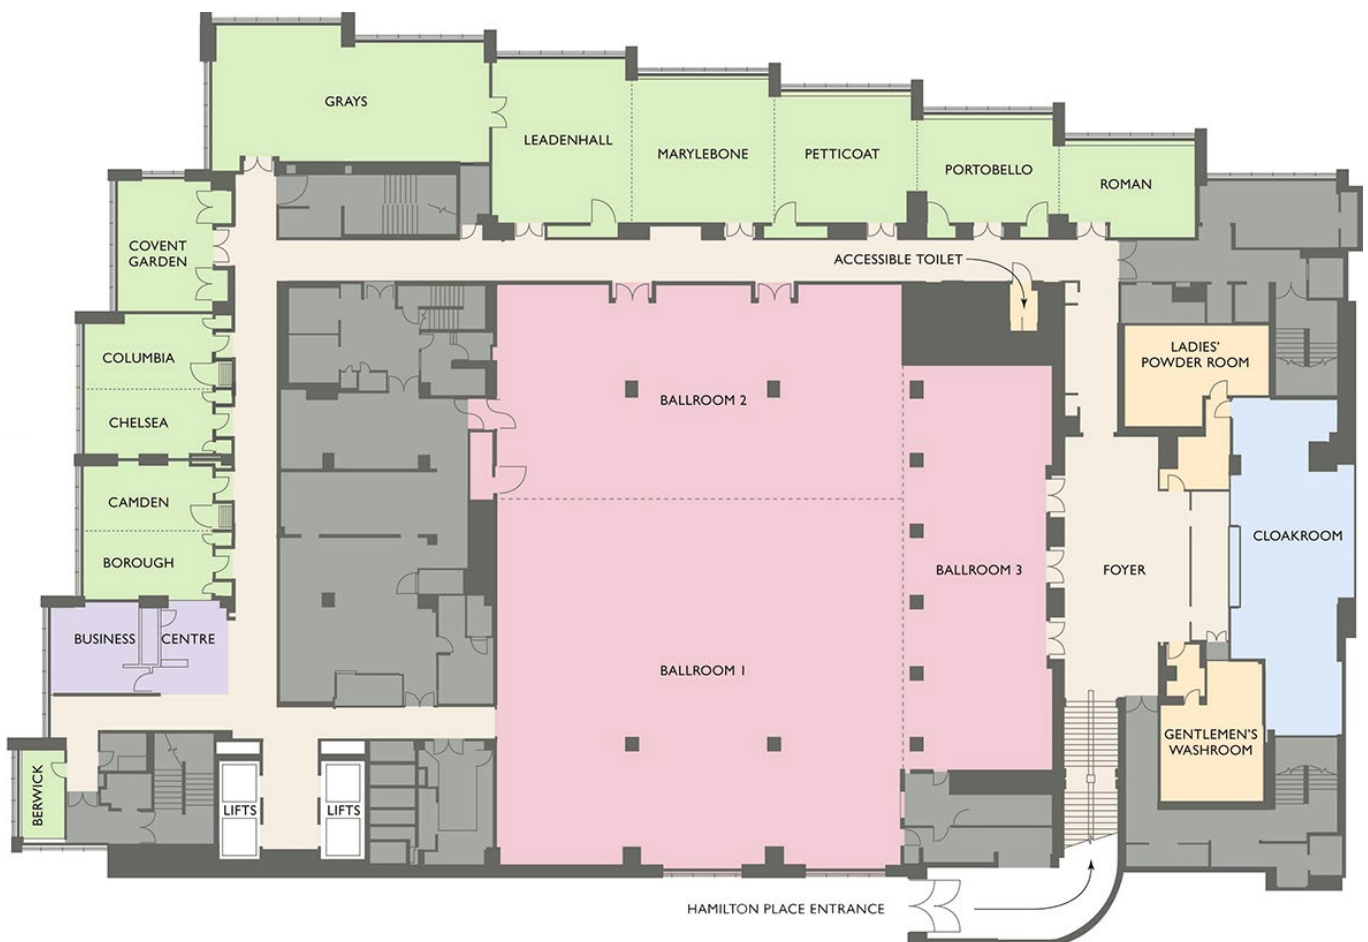 GRAYS
LEADENHALL
MARYLEBONE
PETTICOAT
PORTOBELLO
ROMAN
COVENT
GARDEN
ACCESSIBLE TOILET
COLUMBIA
CHELSEA
BALLROOM 2
LADIES'
POWDER ROOM
CAMDEN
BOROUGH
BALLROOM 3
FOYER
CLOAKROOM
BUSINESS CENTRE
BALLROOM 1
GENTLEMEN'S
WASHROOM
BERWICK
LIFTS
LIFTS
HAMILTON PLACE ENTRANCE